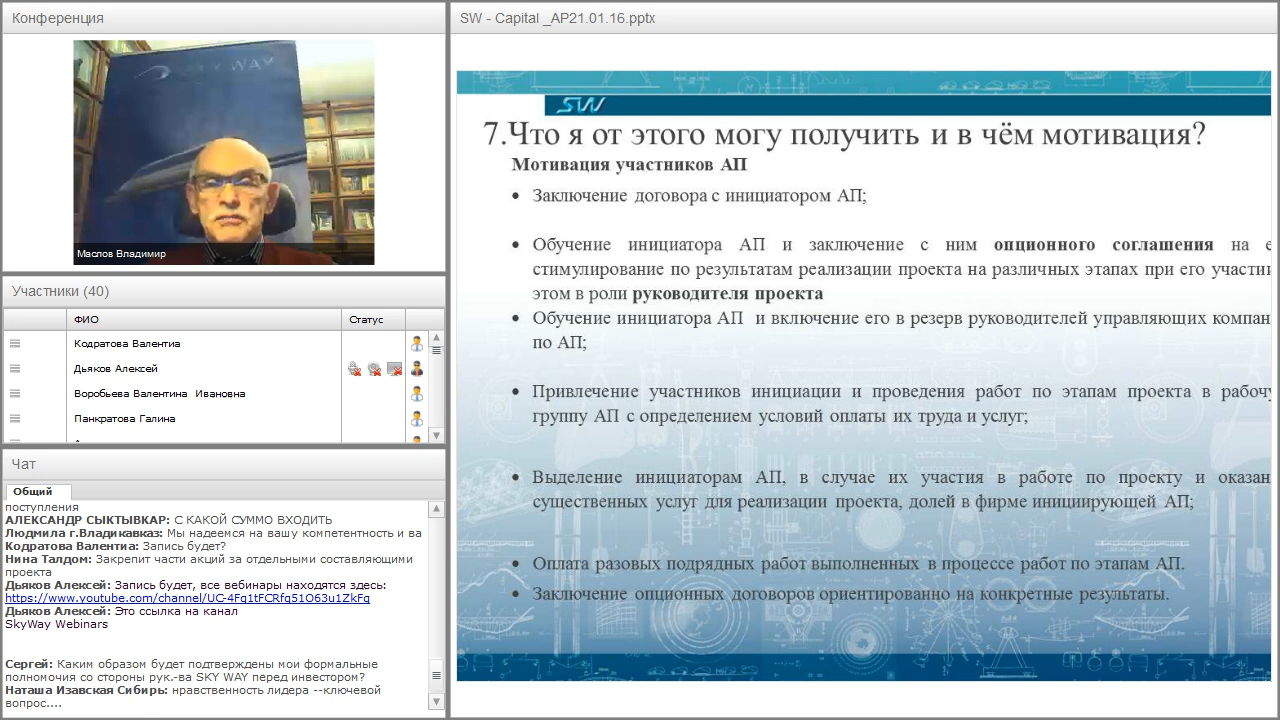 Конференция
SKY WAY
Маслов Владимир
Участники (40)
ФИО
Статус
Кодратова Валентиа
Дьяков Алексей
Воробьева Валентина Ивановна
Панкратова Галина
Чат
Общий
поступления
АЛЕКСАНДР СЫКТЫВКАР: С КАКОЙ СУММО ВХОДИТЬ
Людмила г.Владикавказ: Мы надеемся на вашу компетентность и ва
Кодратова Валентиа: Запись будет?
Нина Талдом: Закрепит части акций за отдельными составляющими
проекта
Дьяков Алексей: Запись будет, все вебинары находятся здесь:
https://www.youtube.com/channel/UC-4Fq1tFCRfq51O63u1ZkFg
Дьяков Алексей: Это ссылка на канал
SkyWay Webinars
Сергей: Каким образом будет подтверждены мои формальные
полномочия со стороны рук.-ва SKY WAY перед инвестором?
Наташа Изавская Сибирь: нравственность лидера --ключевой
вопрос....
SW - Capital _AP21.01.16.pptx
SW
7.Что я от этого могу получить и в чём мотивация?
Мотивация участников АП
• Заключение договора с инициатором АП;
• Обучение инициатора АП и заключение с ним опционного соглашения на е
стимулирование по результатам реализации проекта на различных этапах при его участии
этом в роли руководителя проекта
• Обучение инициатора АП и включение его в резерв руководителей управляющих компан
по АП;
• Привлечение участников инициации и проведения работ по этапам проекта в рабочу
группу АП с определением условий оплаты их труда и услуг;
• Выделение инициаторам АП, в случае их участия в работе по проекту и оказан
существенных услуг для реализации проекта, долей в фирме инициирующей АП;
• Оплата разовых подрядных работ выполненных в процессе работ по этапам АП.
• Заключение опционных договоров ориентированно на конкретные результаты.